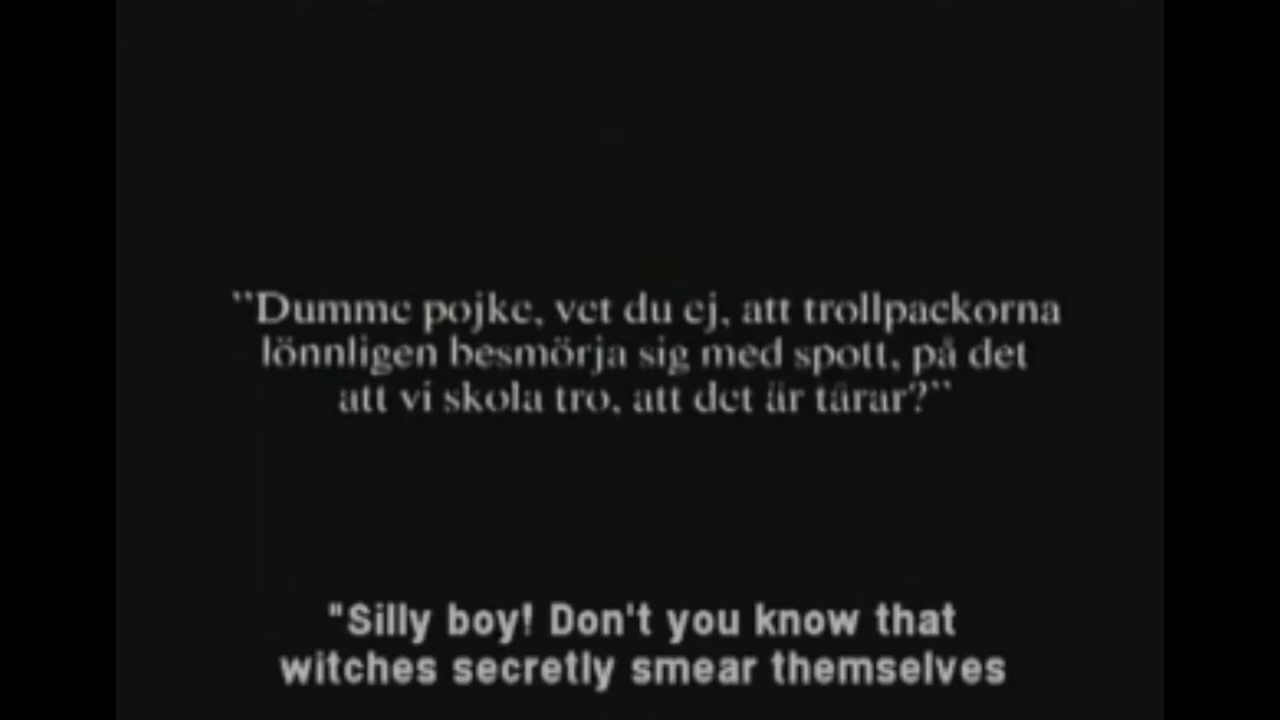 "Dumme pojke, vet du ej, att trollpackorna
lönnligen besmörja sig med spott, på det
att vi skola tro, att det är tårar?"
"Silly boy! Don't you know that
witches secretly smear themselves